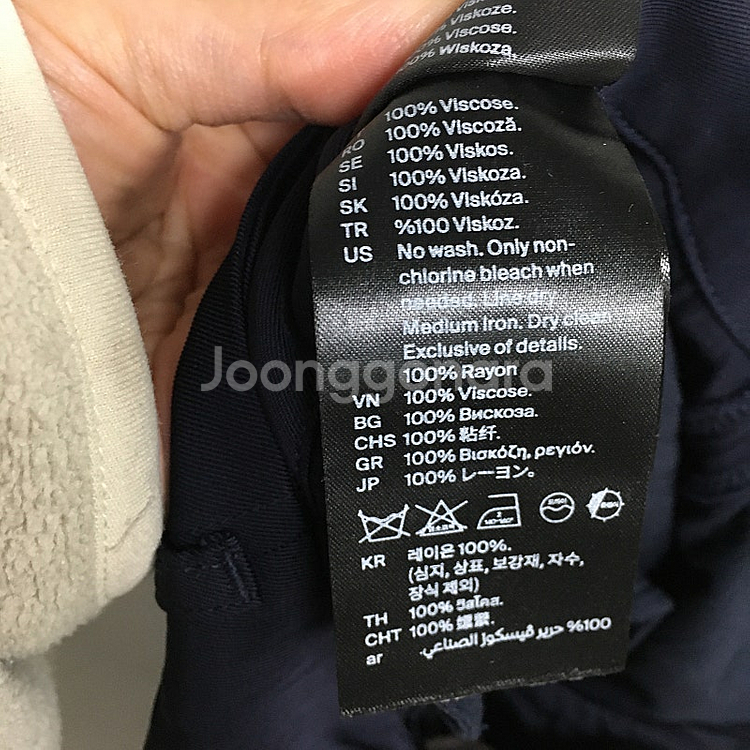 Viskoze.
Viscose.
100% Wiskoza.
100% Viscose.
RO 100% Viscoză.
SE 100% Viskos.
SI 100% Viskoza.
SK 100% Viskóza.
TR %100 Viskoz.
US No wash. Only non-
chlorine bleach when
needed. Line dry.
Medium iron. Dry clean
Exclusive of details.
100% Rayon
VN 100% Viscose.
BG 100% Вискоза.
CHS 100% 粘纤.
GR 100% Βισκόζη, ρεγιόν.
JP 100% レーヨン。
KR 레이온 100%.
(심지, 상표, 보강재, 자수,
장식 제외)
TH 100% วิสโคส.
CHT 100% 嫘縈.
ar %100 حرير فيسكوز الصناعي.
Joonggonara